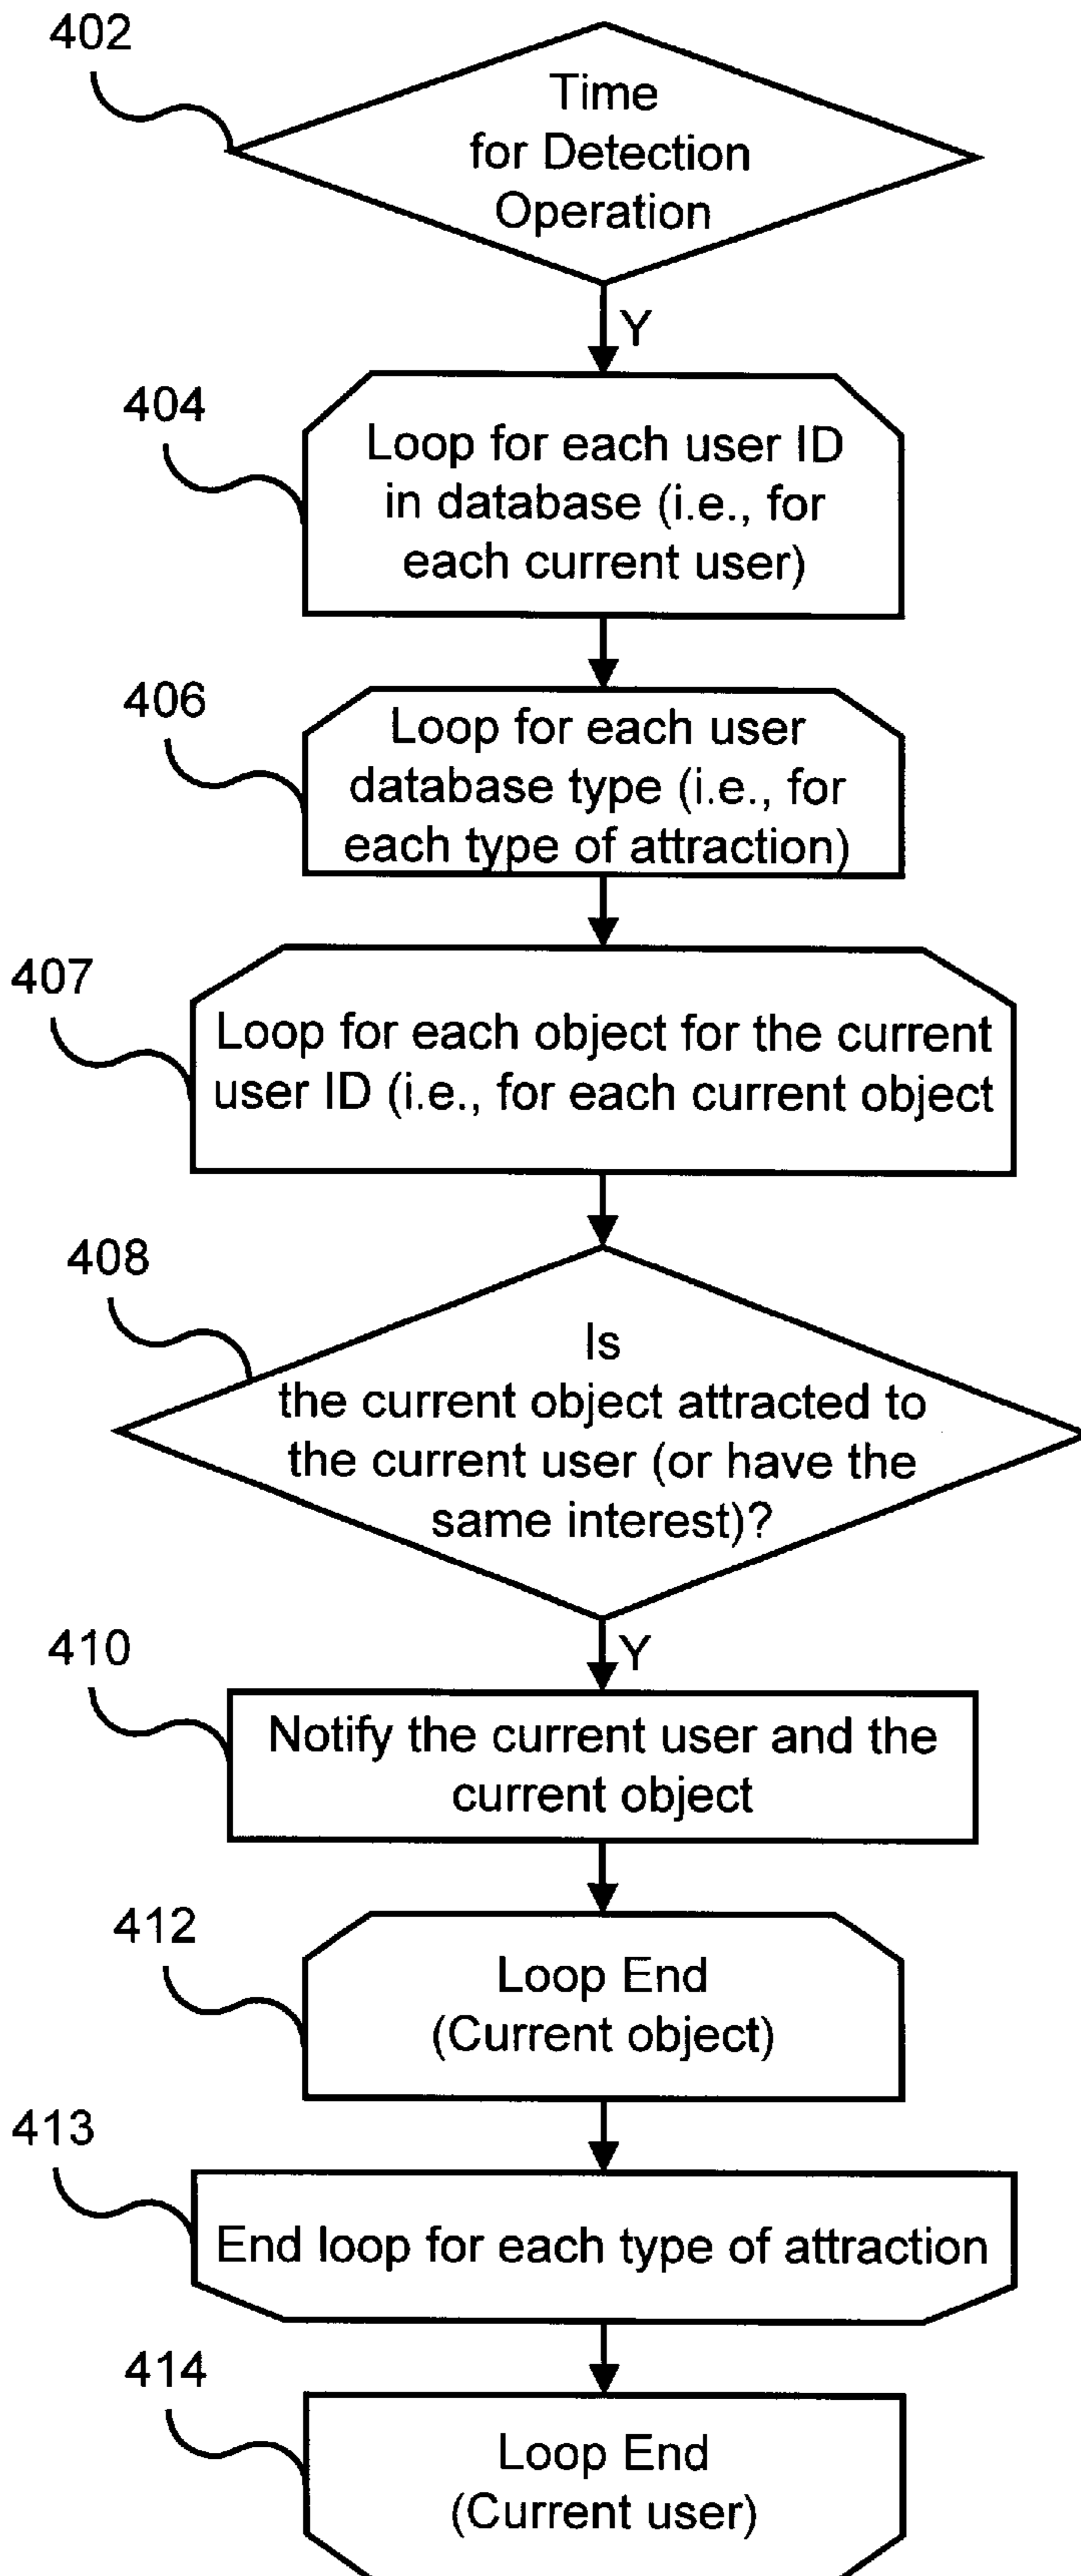 402
Time
for Detection
Operation
Y
404
Loop for each user ID
in database (i.e., for
each current user)
406
Loop for each user
database type (i.e., for
each type of attraction)
407
Loop for each object for the current
user ID (i.e., for each current object
408
Is
the current object attracted to
the current user (or have the
same interest)?
Y
410
Notify the current user and the
current object
412
Loop End
(Current object)
413
End loop for each type of attraction
414
Loop End
(Current user)